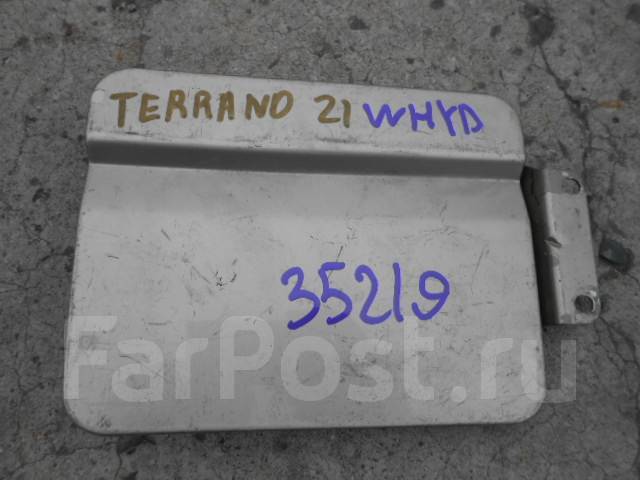 TERRANO 21 WHYD
35219
FarPost.ru